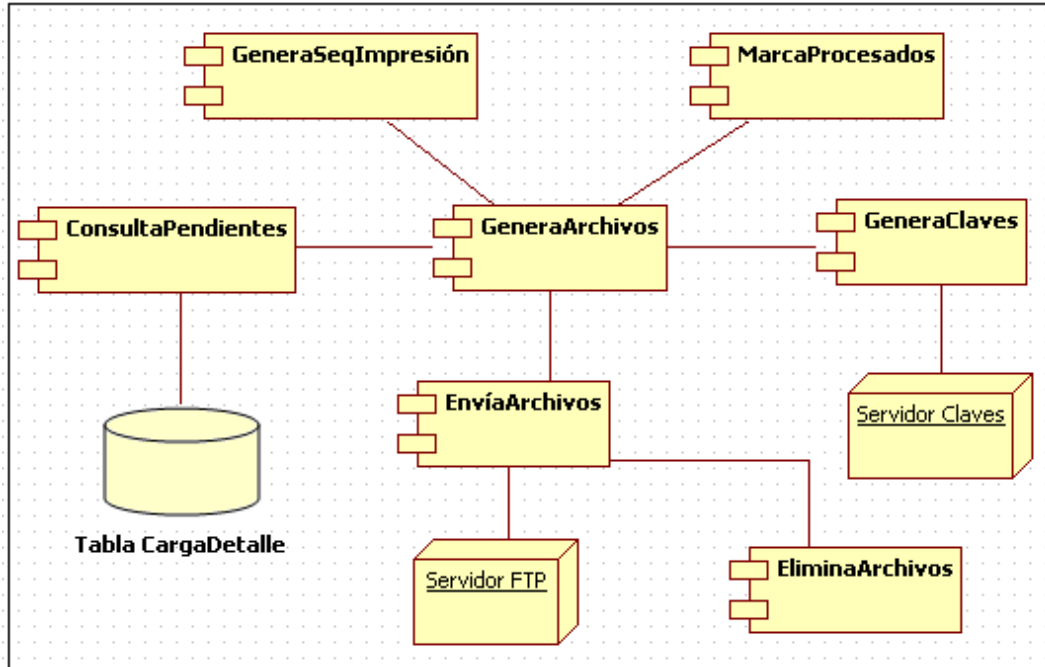 GeneraSeqImpresión
MarcaProcesados
ConsultaPendientes
GeneraArchivos
GeneraClaves
EnvíaArchivos
Servidor Claves
Tabla CargaDetalle
Servidor FTP
EliminaArchivos